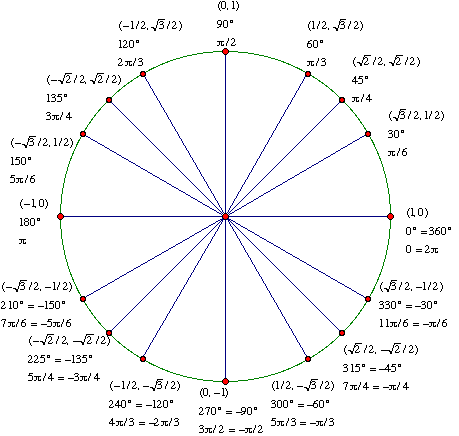 (0, 1)
90°
π/2
(1/2, √3/2)
60°
π/3
(√2/2, √2/2)
45°
π/4
(√3/2, 1/2)
30°
π/6
(1,0)
0° = 360°
0 = 2π
(√3/2, −1/2)
330° = −30°
11π/6 = −π/6
(√2/2, −√2/2)
315° = −45°
7π/4 = −π/4
(1/2, −√3/2)
300° = −60°
5π/3 = −π/3
(0, −1)
270° = −90°
3π/2 = −π/2
(−1/2, −√3/2)
240° = −120°
4π/3 = −2π/3
(−√2/2, −√2/2)
225° = −135°
5π/4 = −3π/4
(−√3/2, −1/2)
210° = −150°
7π/6 = −5π/6
(−1,0)
180°
π
(−√3/2, 1/2)
150°
5π/6
(−√2/2, √2/2)
135°
3π/4
(−1/2, √3/2)
120°
2π/3